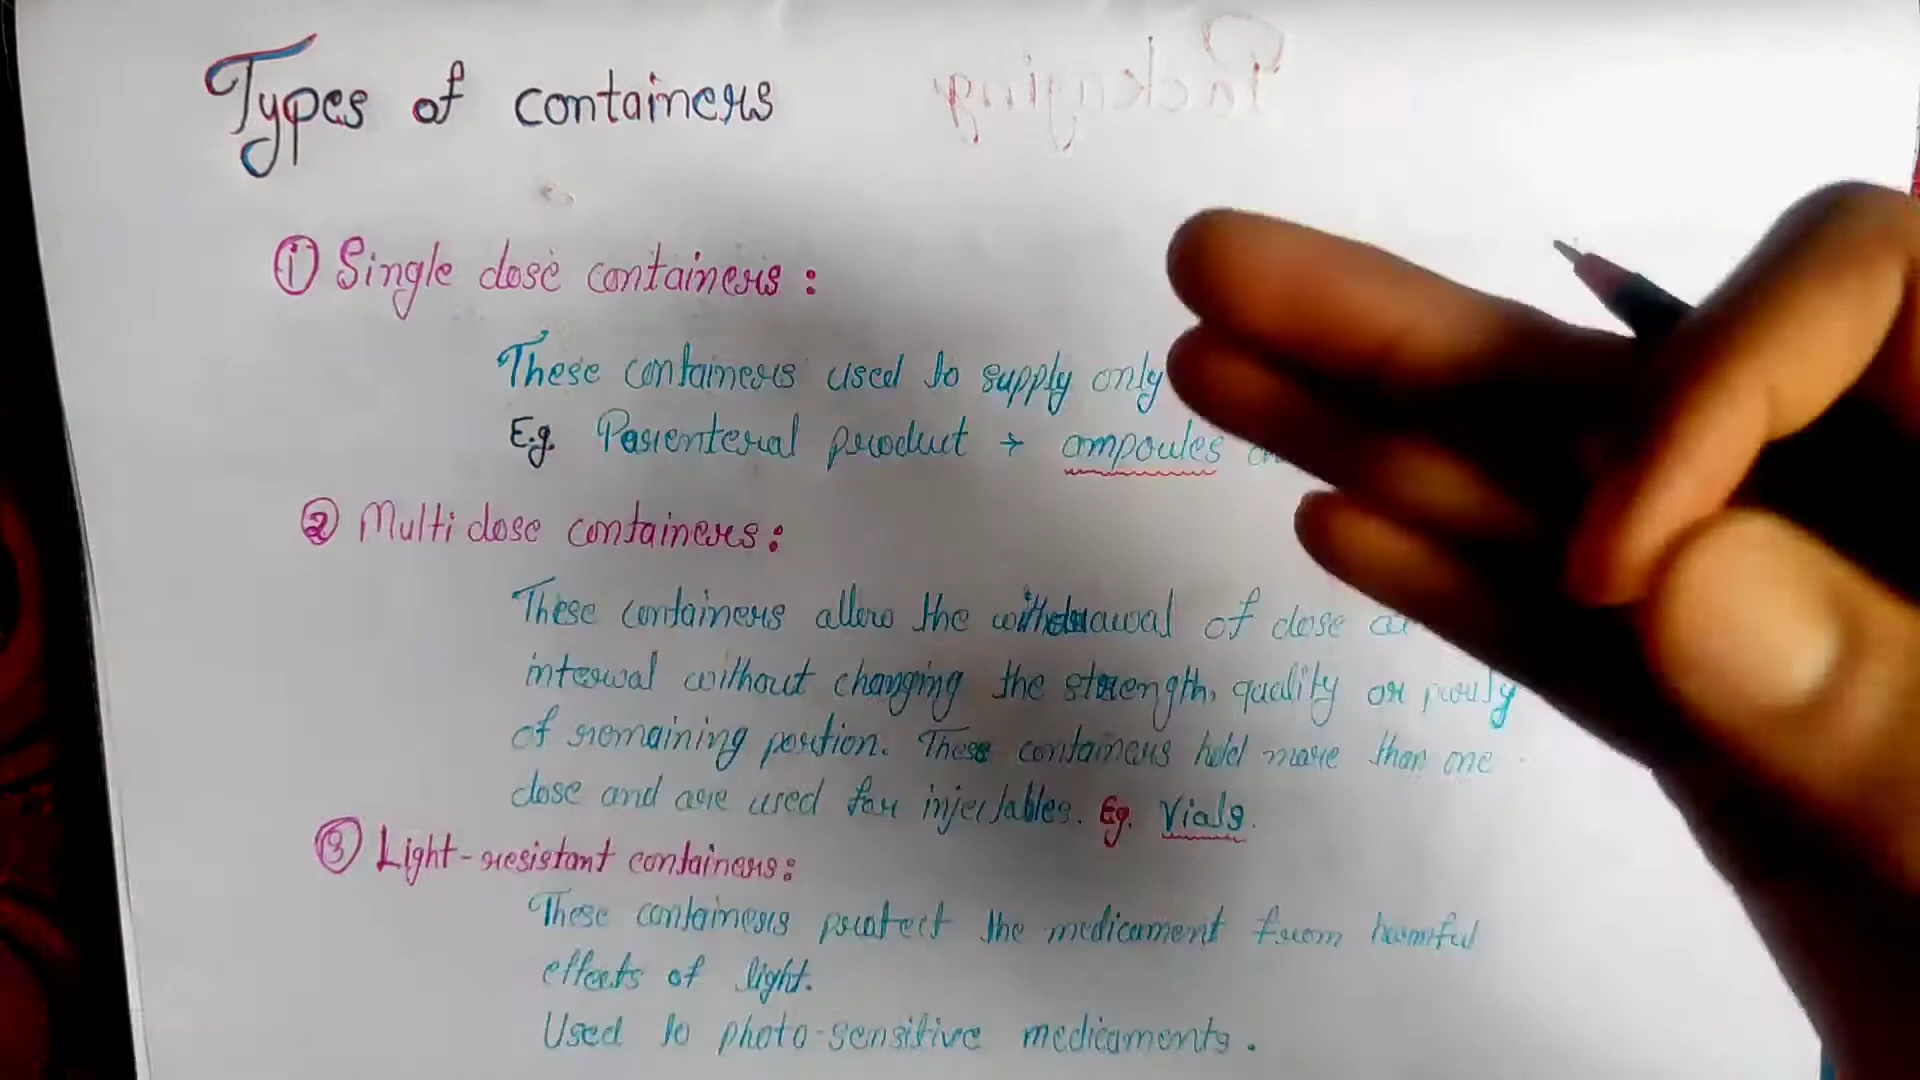 Types of containers
Packaging
① Single dose containers :
These containers used to supply only
E.g. Parenteral product → ampoules
② Multi dose containers :
These containers allow the withdrawal of dose at
interval without changing the strength, quality or purity
of remaining portion. These containers hold more than one
dose and are used for injectables. Eg. Vials.
③ Light-resistant containers :
These containers protect the medicament from harmful
effects of light.
Used to photo-sensitive medicaments.